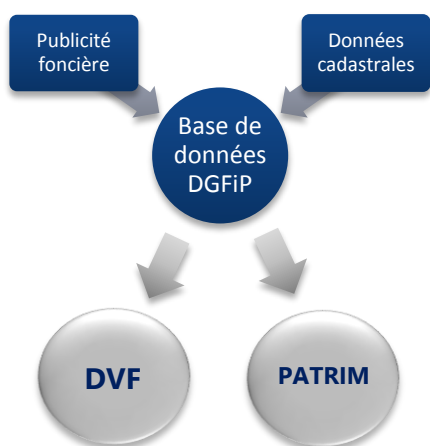 Publicité
foncière
Données
cadastrales
Base de
données
DGFiP
DVF
PATRIM